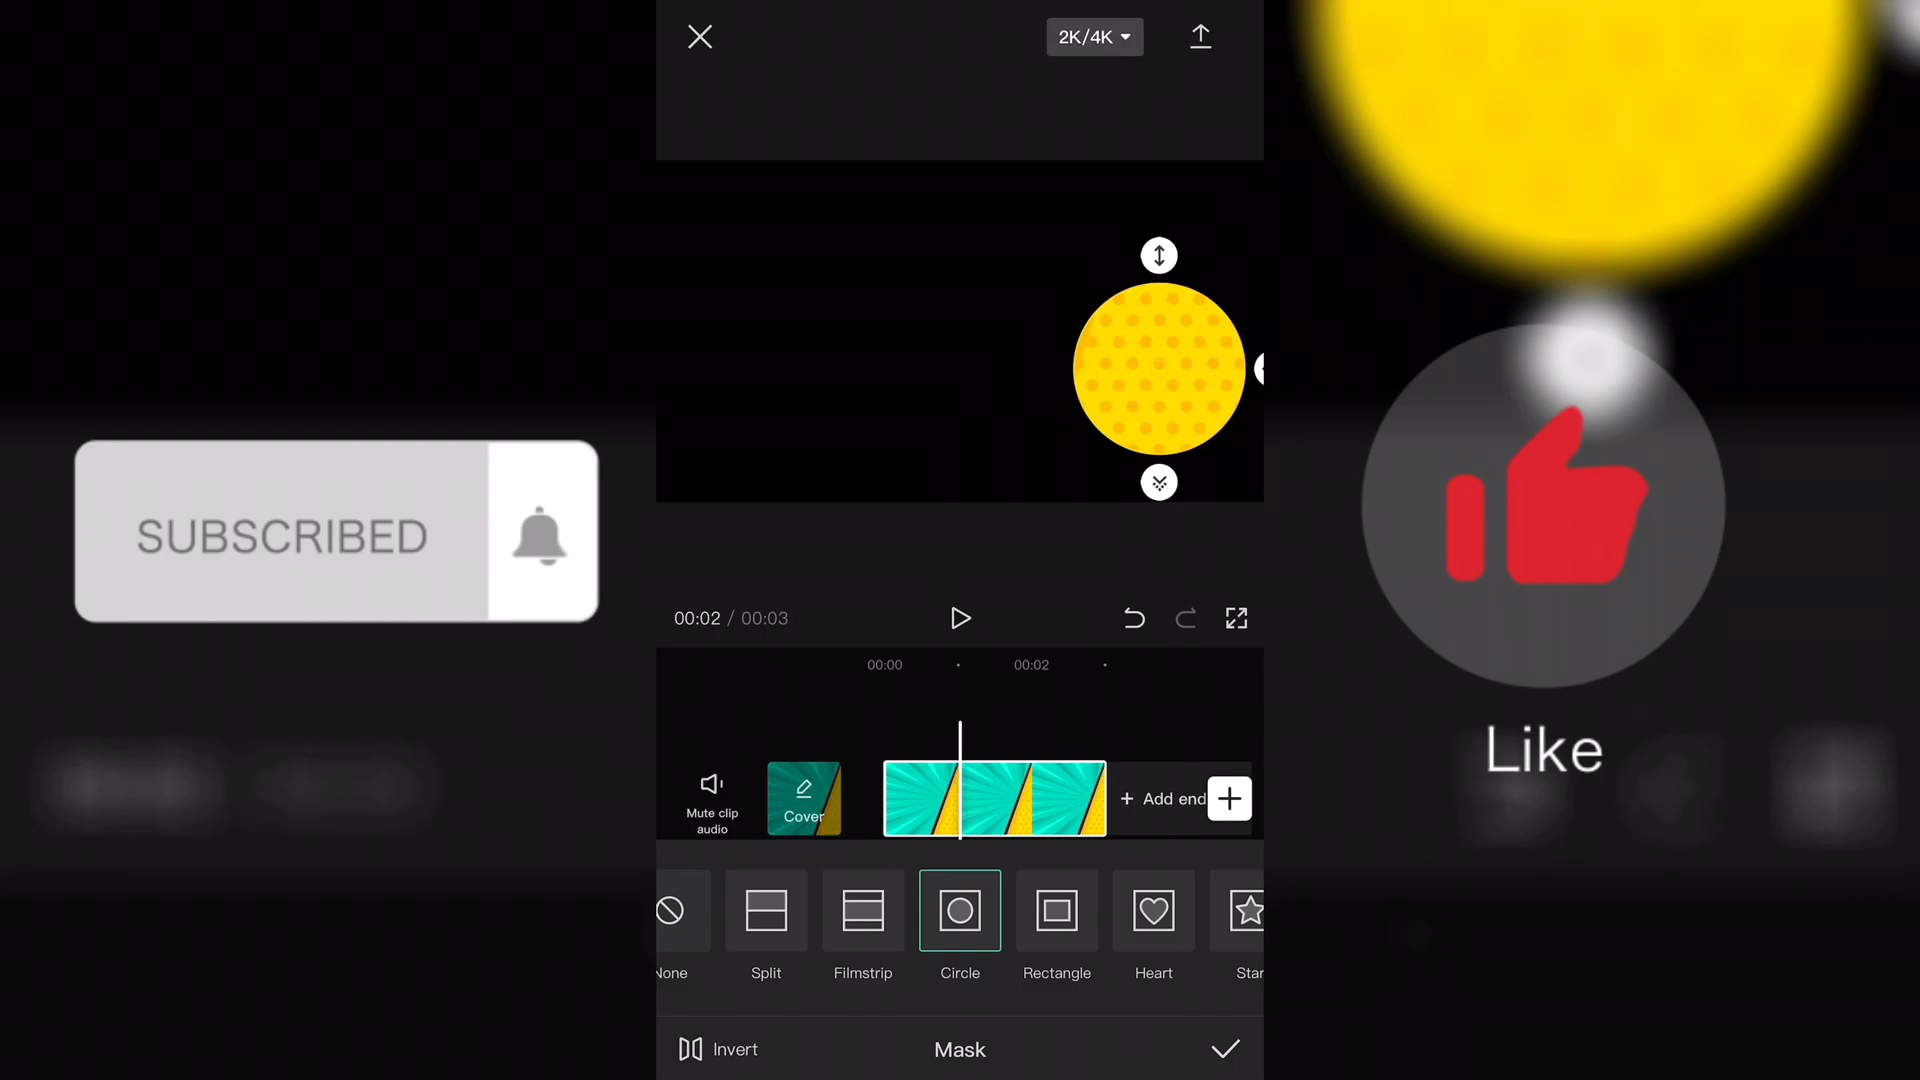 2K/4K
SUBSCRIBED
00:02 / 00:03
00:00
00:02
Like
Mute clip
audio
Cover
+ Add end
None
Split
Filmstrip
Circle
Rectangle
Heart
Star
Invert
Mask